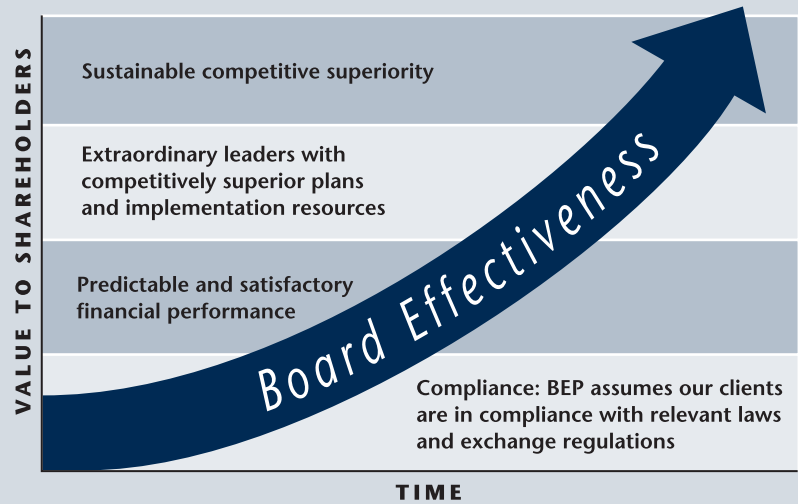 VALUE TO SHAREHOLDERS
Sustainable competitive superiority
Extraordinary leaders with
competitively superior plans
and implementation resources
Predictable and satisfactory
financial performance
Board Effectiveness
Compliance: BEP assumes our clients
are in compliance with relevant laws
and exchange regulations
TIME